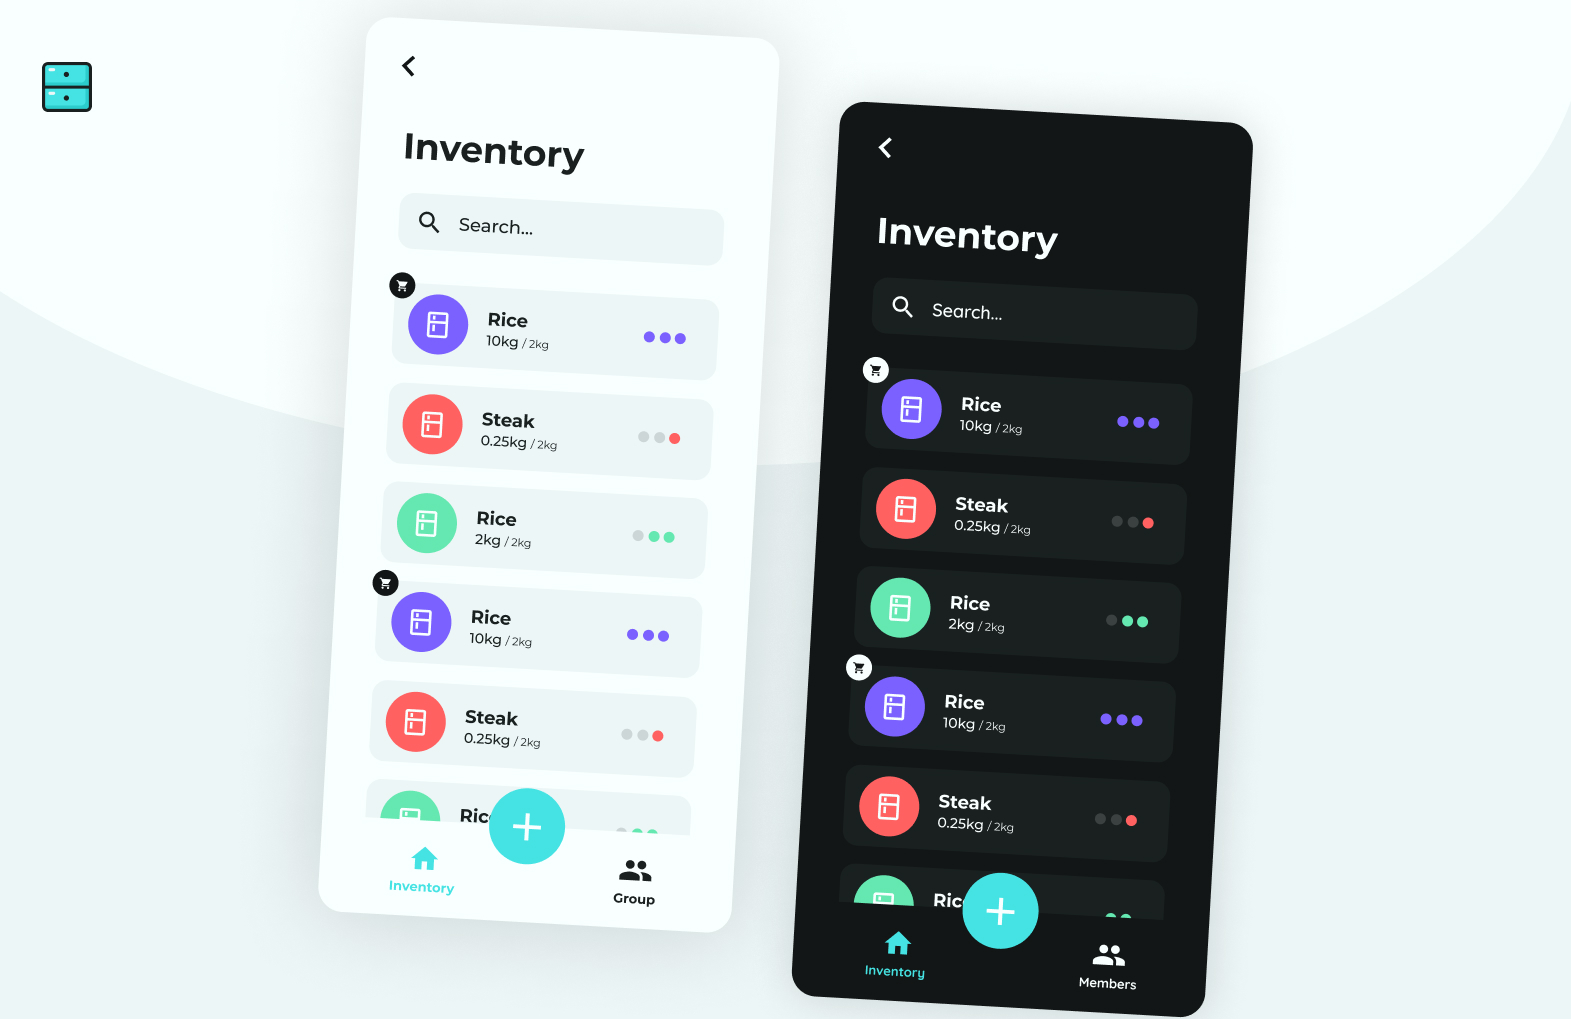 Inventory
Search...
Rice
10kg / 2kg
Steak
0.25kg / 2kg
Rice
2kg / 2kg
Rice
10kg / 2kg
Steak
0.25kg / 2kg
Inventory
Group
Inventory
Search...
Rice
10kg / 2kg
Steak
0.25kg / 2kg
Rice
2kg / 2kg
Rice
10kg / 2kg
Steak
0.25kg / 2kg
Inventory
Members